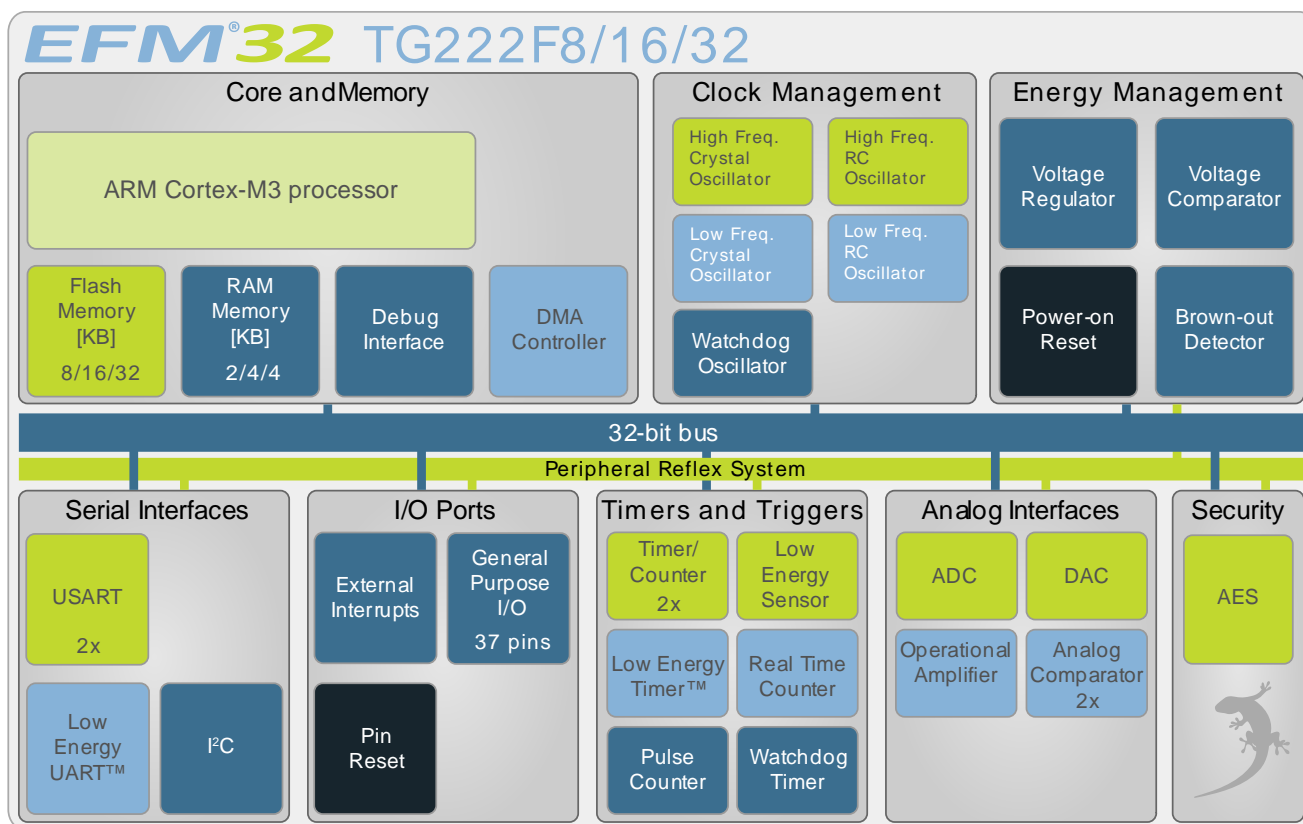 EFM®32 TG222F8/16/32
Core and Memory
ARM Cortex-M3 processor
Flash
Memory
[KB]
8/16/32
RAM
Memory
[KB]
2/4/4
Debug
Interface
DMA
Controller
Clock Management
High Freq.
Crystal
Oscillator
High Freq.
RC
Oscillator
Low Freq.
Crystal
Oscillator
Low Freq.
RC
Oscillator
Watchdog
Oscillator
Energy Management
Voltage
Regulator
Voltage
Comparator
Power-on
Reset
Brown-out
Detector
32-bit bus
Peripheral Reflex System
Serial Interfaces
USART
2x
Low
Energy
UART™
I²C
I/O Ports
External
Interrupts
General
Purpose
I/O
37 pins
Pin
Reset
Timers and Triggers
Timer/
Counter
2x
Low
Energy
Sensor
Low Energy
Timer™
Real Time
Counter
Pulse
Counter
Watchdog
Timer
Analog Interfaces
ADC
DAC
Operational
Amplifier
Analog
Comparator
2x
Security
AES